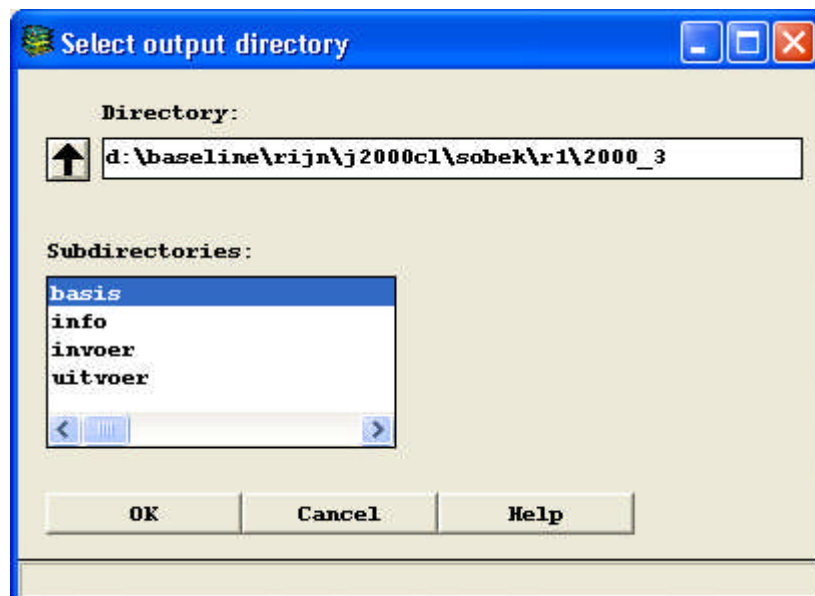 Select output directory
Directory:
d:\baseline\rijn\j2000cl\sobek\r1\2000_3
Subdirectories:
basis
info
invoer
uitvoer
OK
Cancel
Help